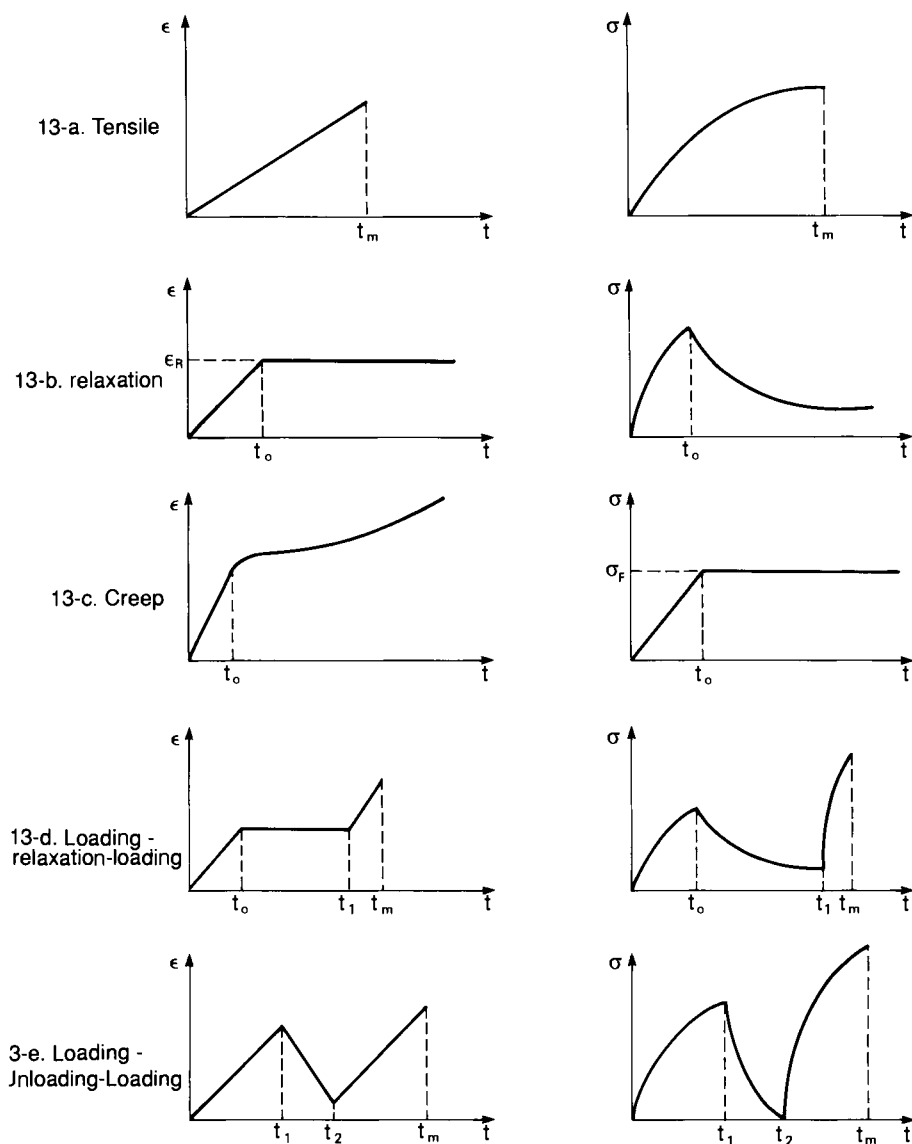 ϵ σ
13-a. Tensile
t_m t t_m t
ϵ σ
ϵ_R
13-b. relaxation
t_o t t_o t
ϵ σ
σ_F
13-c. Creep
t_o t t_o t
ϵ σ
13-d. Loading -
relaxation-loading
t_o t_1 t_m t t_o t_1 t_m t
ϵ σ
3-e. Loading -
Jnloading-Loading
t_1 t_2 t_m t t_1 t_2 t_m t